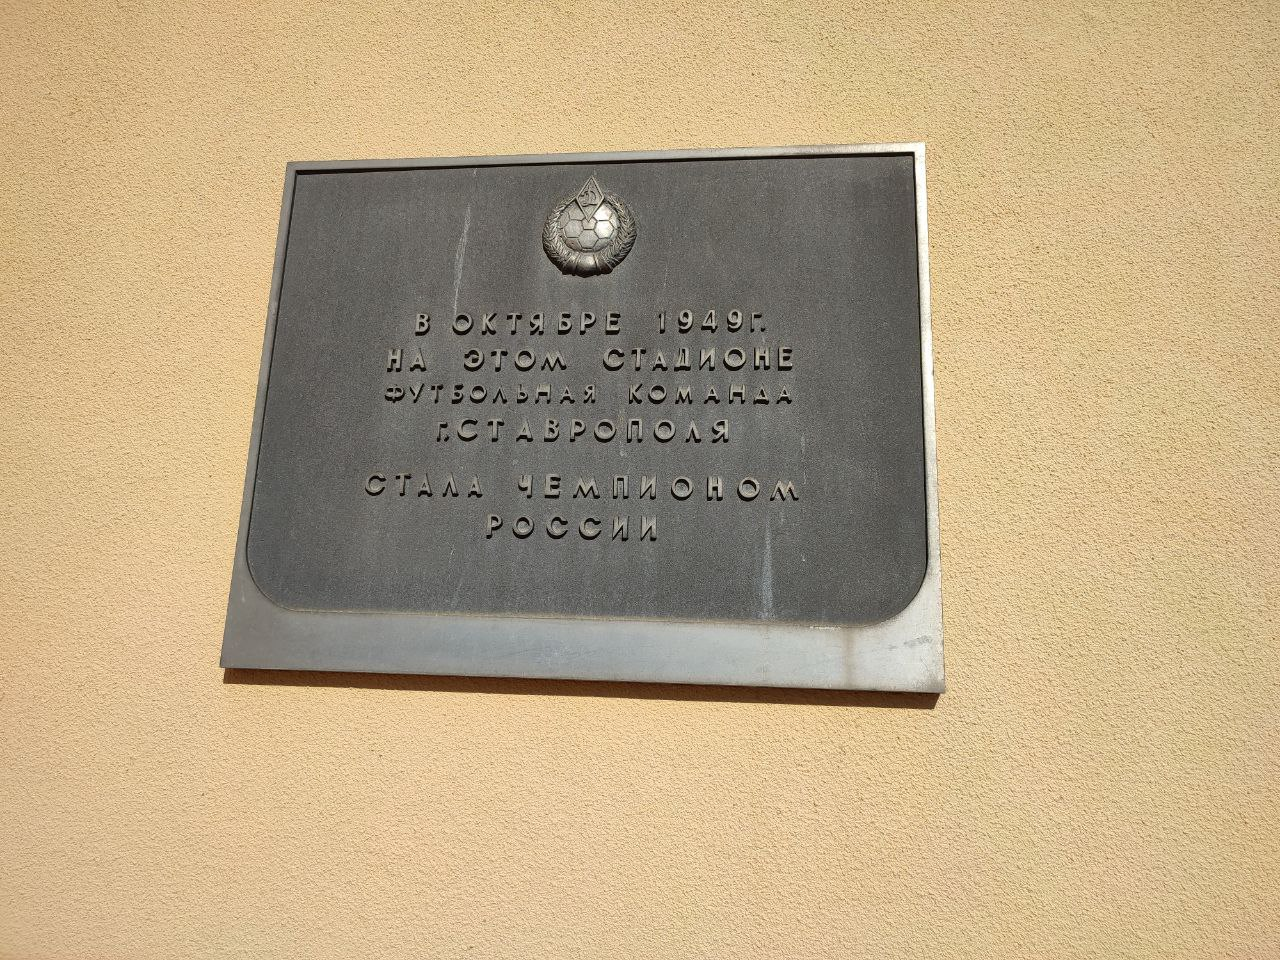 В ОКТЯБРЕ 1949г.
НА ЭТОМ СТАДИОНЕ
ФУТБОЛЬНАЯ КОМАНДА
г.СТАВРОПОЛЯ
СТАЛА ЧЕМПИОНОМ
РОССИИ